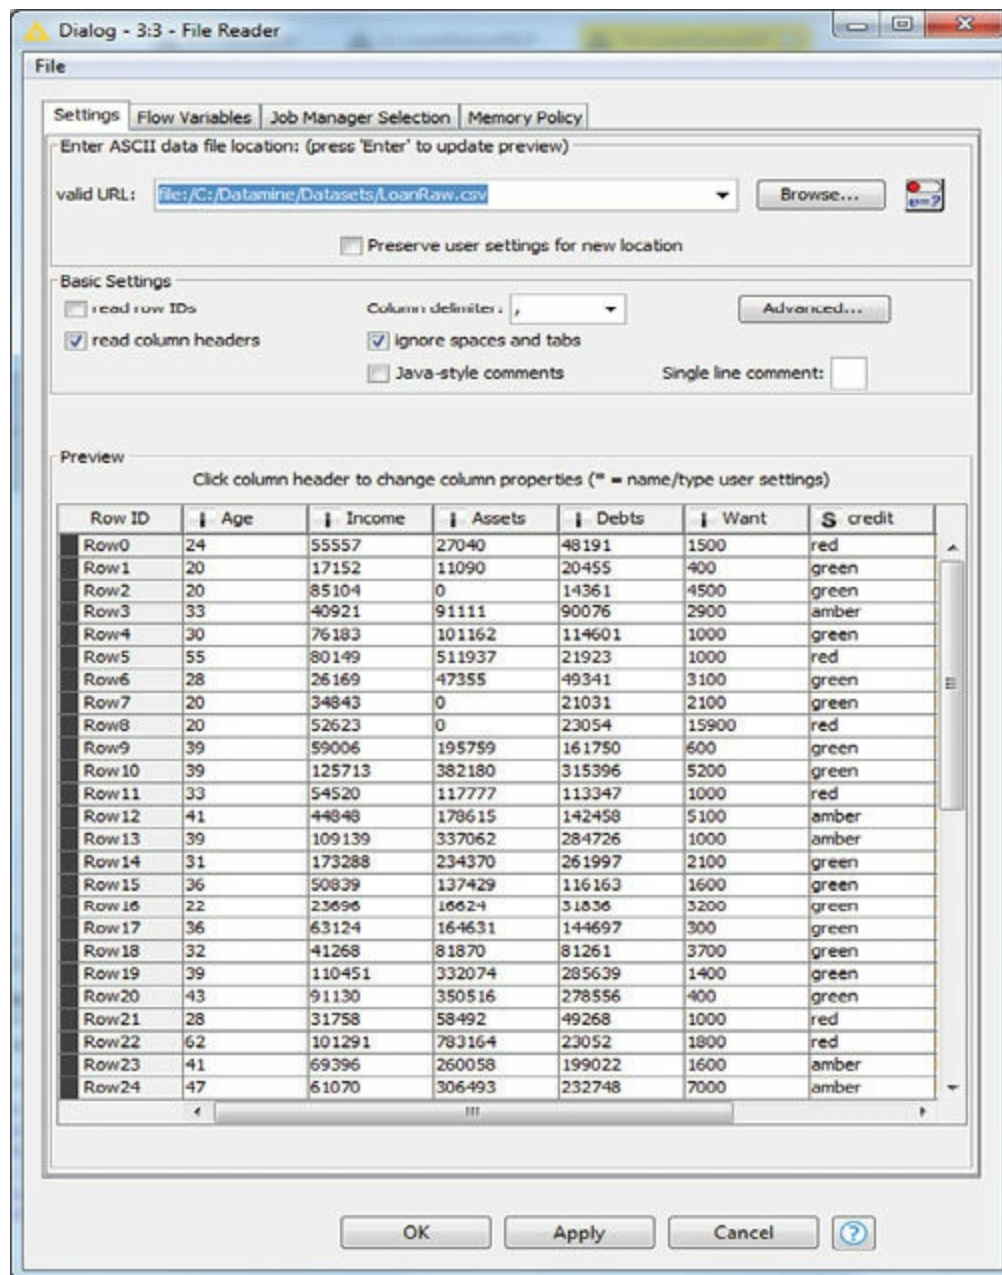 Dialog - 3:3 - File Reader
File
Settings Flow Variables Job Manager Selection Memory Policy
Enter ASCII data file location: (press 'Enter' to update preview)
valid URL: file:/C:/Datamine/Datasets/LoanRaw.csv Browse... v=?
Preserve user settings for new location
Basic Settings
read row IDs Column delimiter: , Advanced...
read column headers ignore spaces and tabs
Java-style comments Single line comment:
Preview
Click column header to change column properties (* = name/type user settings)
Row ID I Age I Income I Assets I Debts I Want S credit
Row0 24 55557 27040 48191 1500 red
Row1 20 17152 11090 20455 400 green
Row2 20 85104 0 14361 4500 green
Row3 33 40921 91111 90076 2900 amber
Row4 30 76183 101162 114601 1000 green
Row5 55 80149 511937 21923 1000 red
Row6 28 26169 47355 49341 3100 green
Row7 20 34843 0 21031 2100 green
Row8 20 52623 0 23054 15900 red
Row9 39 59006 195759 161750 600 green
Row10 39 125713 382180 315396 5200 green
Row11 33 54520 117777 113347 1000 red
Row12 41 44848 178615 142458 5100 amber
Row13 39 109139 337062 284726 1000 amber
Row14 31 173288 234370 261997 2100 green
Row15 36 50839 137429 116163 1600 green
Row16 22 23696 16624 31836 3200 green
Row17 36 63124 164631 144697 300 green
Row18 32 41268 81870 81261 3700 green
Row19 39 110451 332074 285639 1400 green
Row20 43 91130 350516 278556 400 green
Row21 28 31758 58492 49268 1000 red
Row22 62 101291 783164 23052 1800 red
Row23 41 69396 260058 199022 1600 amber
Row24 47 61070 306493 232748 7000 amber
OK Apply Cancel ?